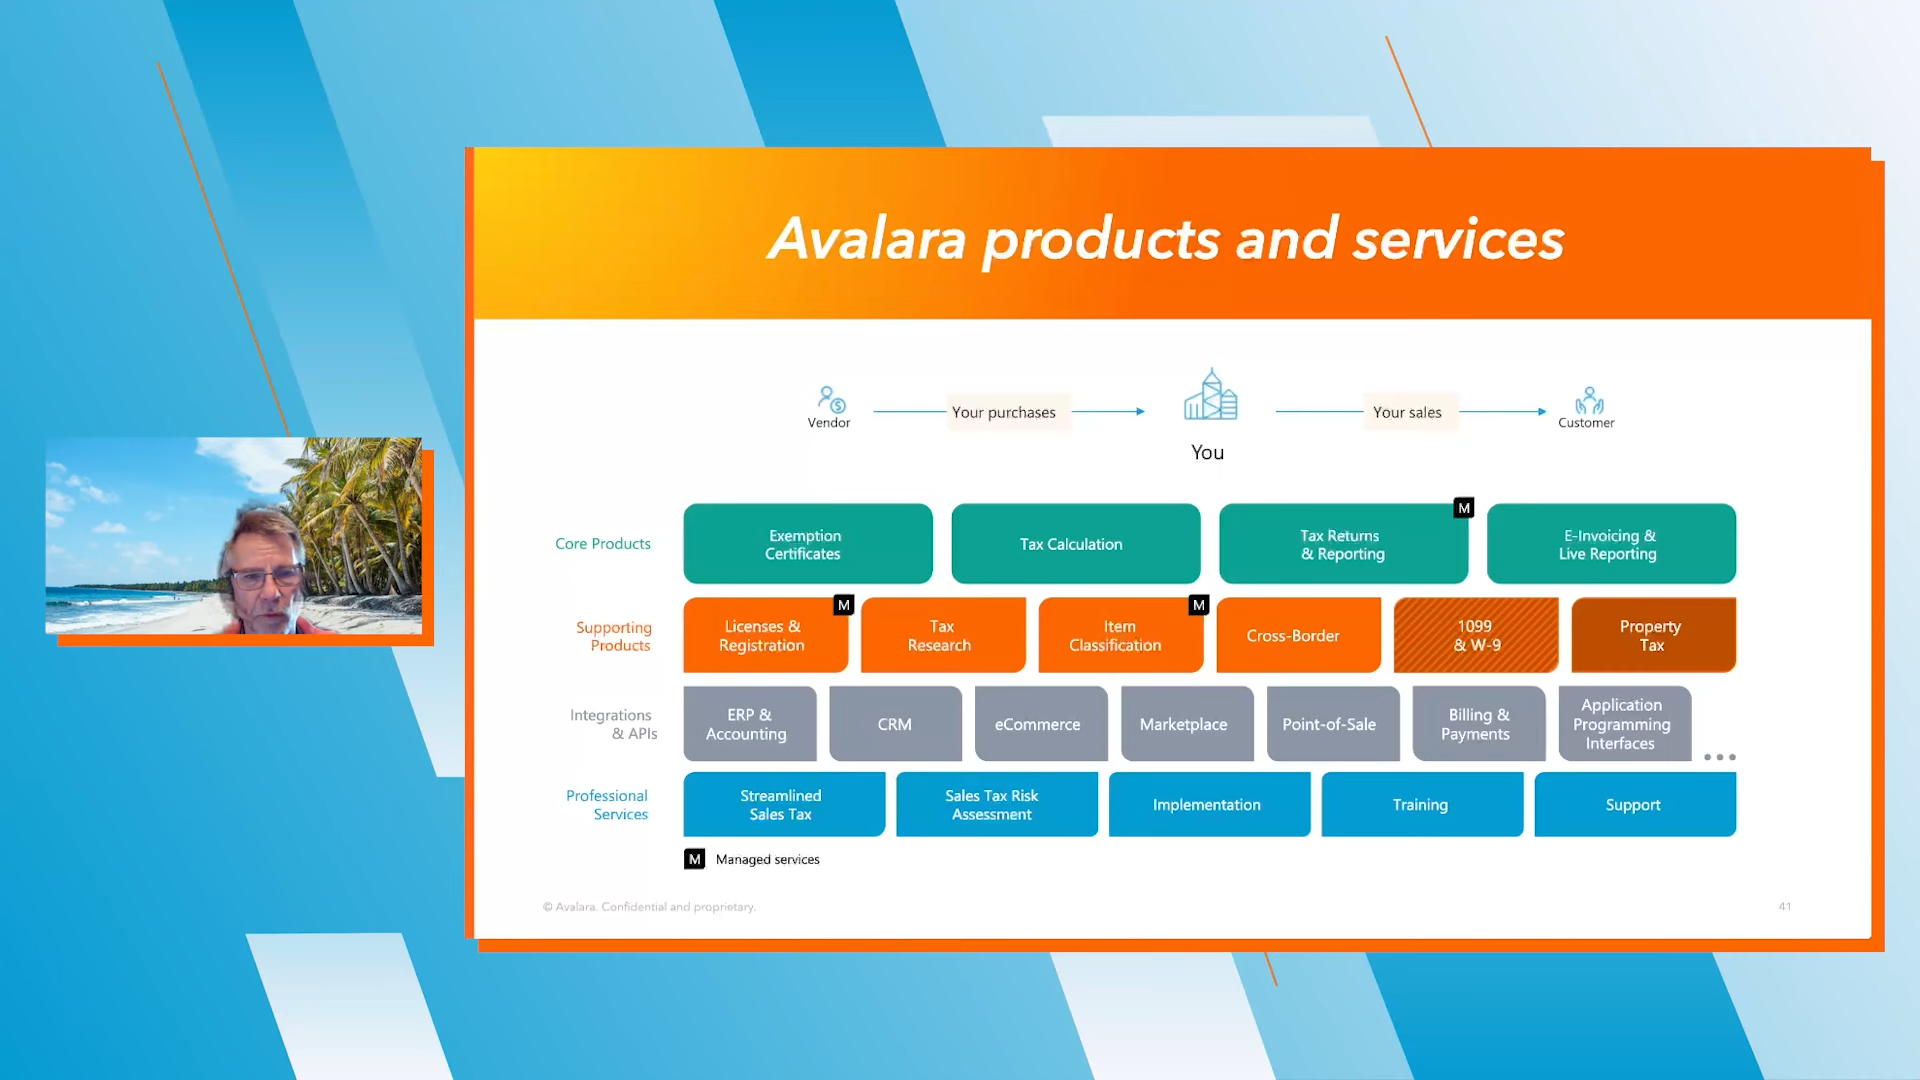 Avalara products and services
Vendor
Your purchases
You
Your sales
Customer
Core Products
Exemption
Certificates
Tax Calculation
M
Tax Returns
& Reporting
E-Invoicing &
Live Reporting
Supporting
Products
M
Licenses &
Registration
Tax
Research
M
Item
Classification
Cross-Border
1099
& W-9
Property
Tax
Integrations
& APIs
ERP &
Accounting
CRM
eCommerce
Marketplace
Point-of-Sale
Billing &
Payments
Application
Programming
Interfaces
Professional
Services
Streamlined
Sales Tax
Sales Tax Risk
Assessment
Implementation
Training
Support
M Managed services
© Avalara. Confidential and proprietary.
41